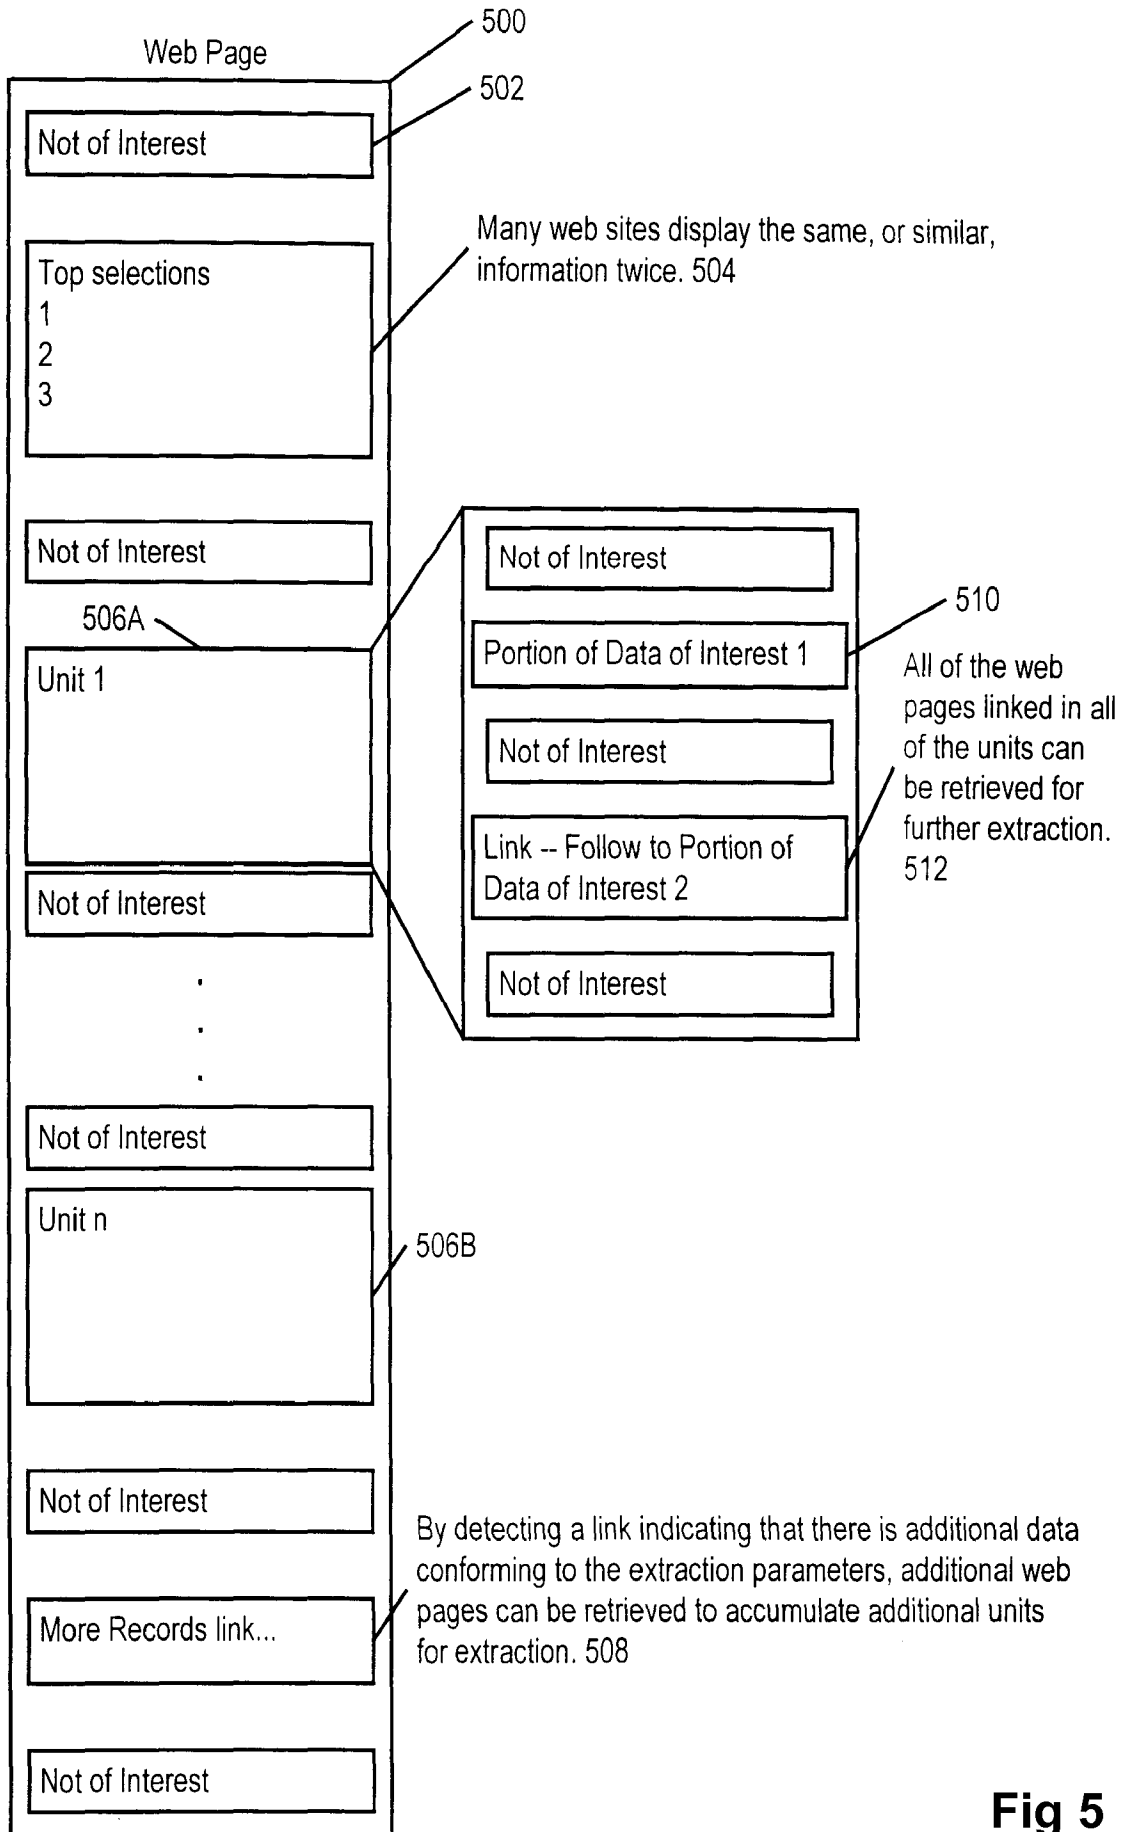 500
Web Page
502
Not of Interest
Many web sites display the same, or similar,
information twice. 504
Top selections
1
2
3
Not of Interest
506A
Unit 1
Not of Interest
510
Portion of Data of Interest 1
All of the web
pages linked in all
of the units can
be retrieved for
further extraction.
512
Not of Interest
Link -- Follow to Portion of
Data of Interest 2
Not of Interest
Not of Interest
.
.
.
Not of Interest
Unit n
506B
Not of Interest
By detecting a link indicating that there is additional data
conforming to the extraction parameters, additional web
pages can be retrieved to accumulate additional units
for extraction. 508
More Records link...
Not of Interest
Fig 5